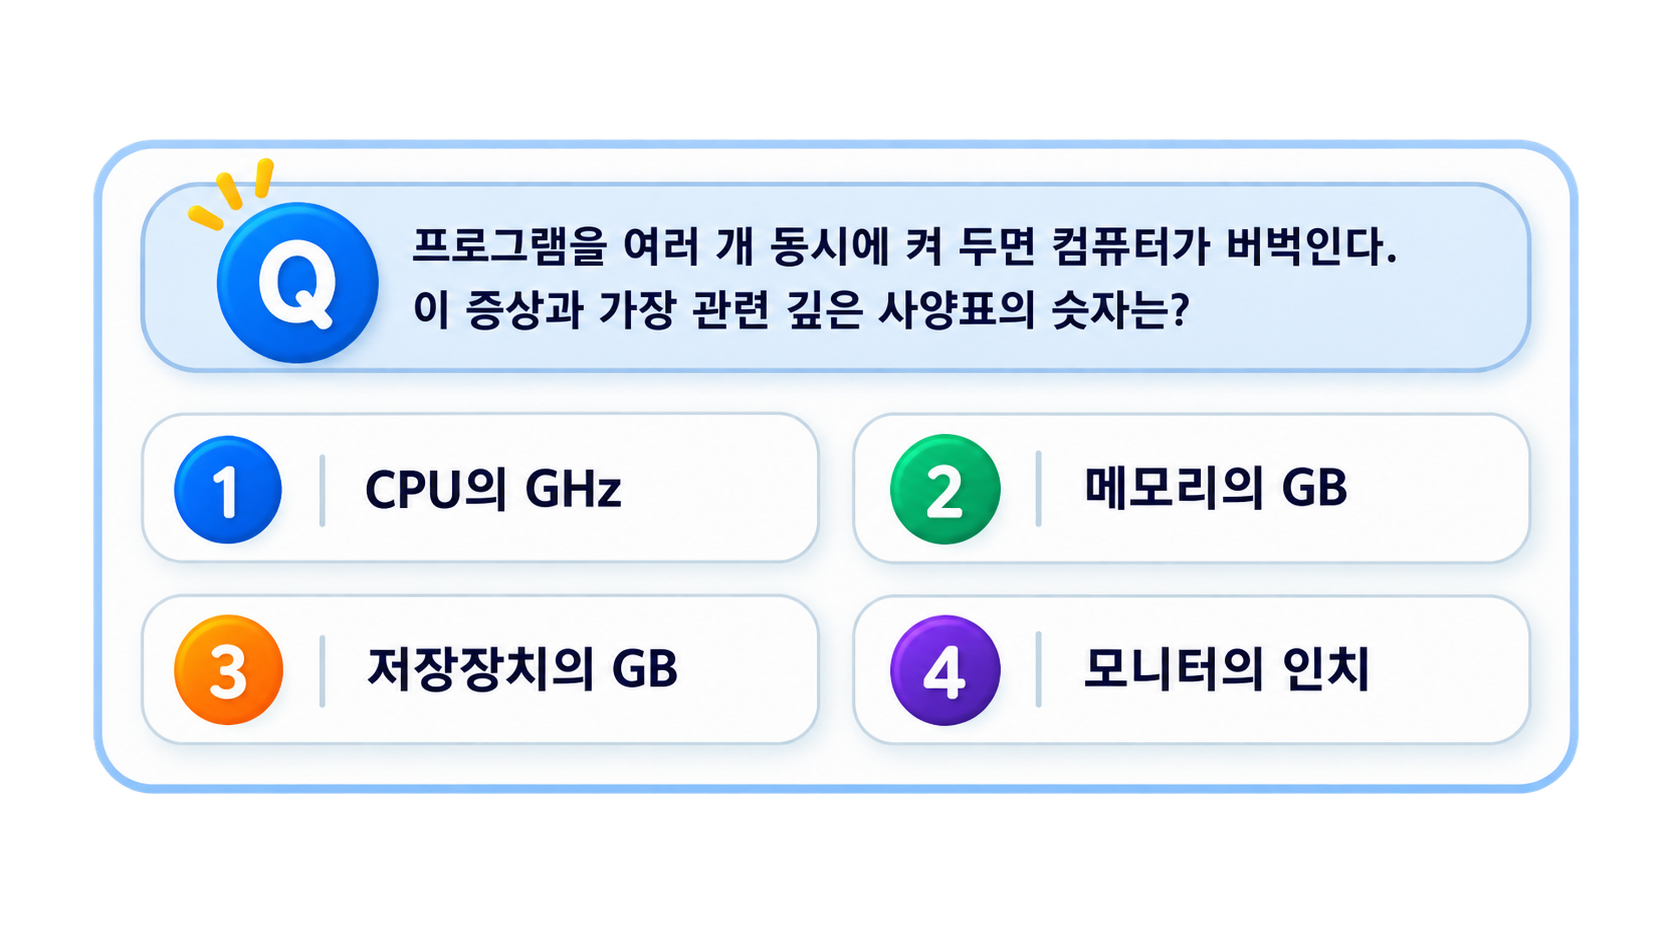 Q
프로그램을 여러 개 동시에 켜 두면 컴퓨터가 버벅인다.
이 증상과 가장 관련 깊은 사양표의 숫자는?
1 CPU의 GHz
2 메모리의 GB
3 저장장치의 GB
4 모니터의 인치